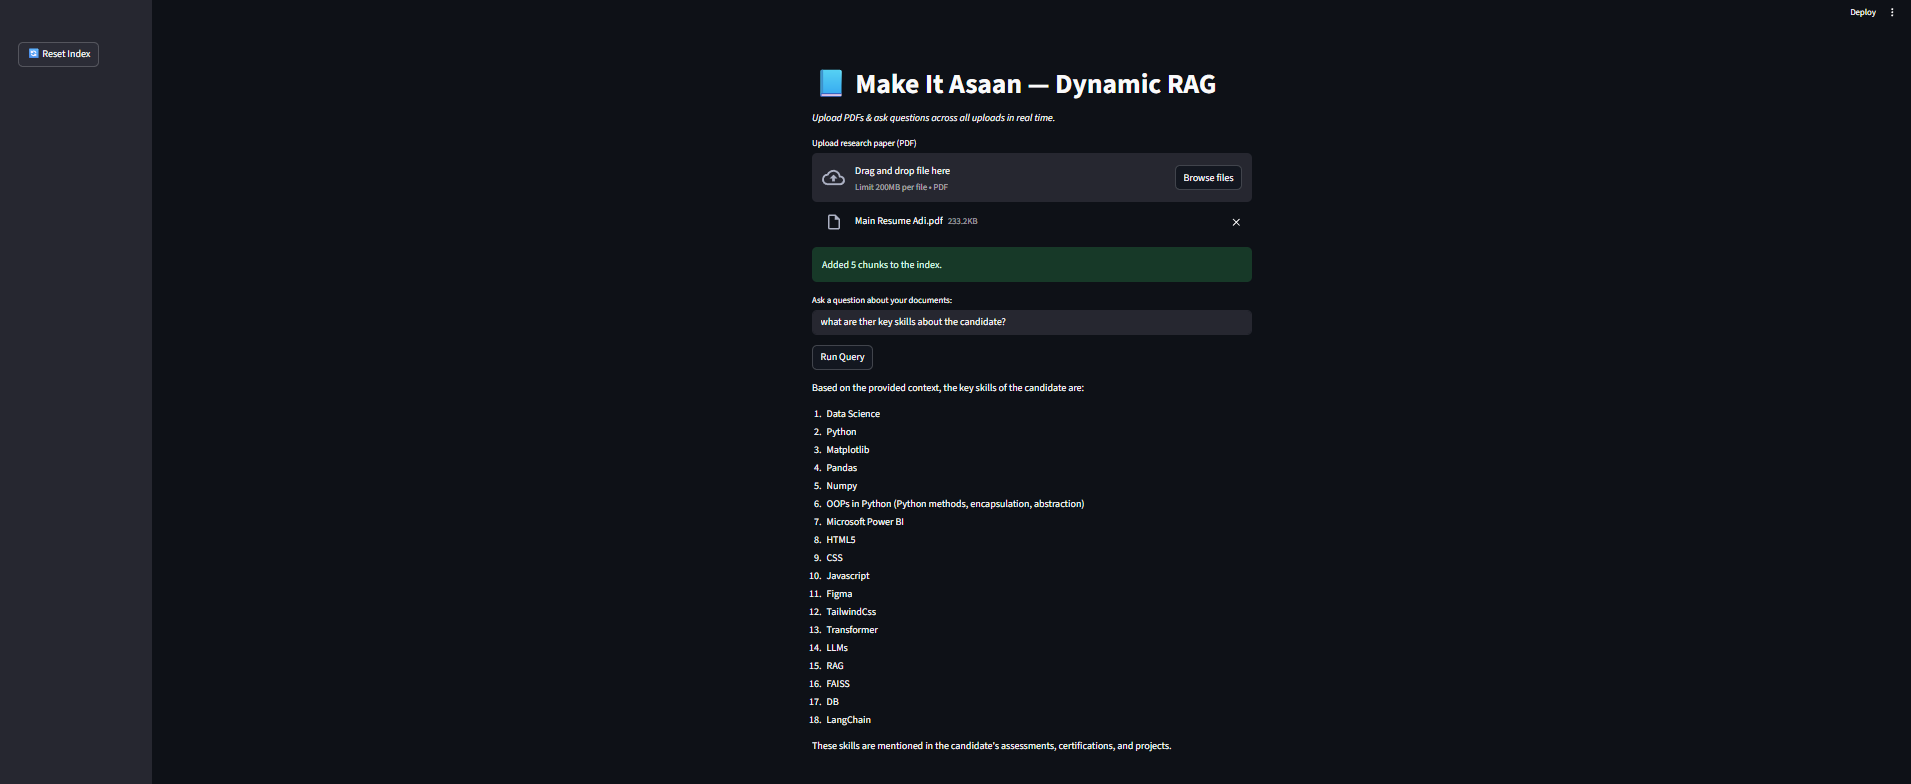 Deploy
Reset Index
Make It Asaan — Dynamic RAG
Upload PDFs & ask questions across all uploads in real time.
Upload research paper (PDF)
Drag and drop file here
Limit 200MB per file • PDF
Browse files
Main Resume Adi.pdf 233.2KB
Added 5 chunks to the index.
Ask a question about your documents:
what are ther key skills about the candidate?
Run Query
Based on the provided context, the key skills of the candidate are:
1. Data Science
2. Python
3. Matplotlib
4. Pandas
5. Numpy
6. OOPs in Python (Python methods, encapsulation, abstraction)
7. Microsoft Power BI
8. HTML5
9. CSS
10. Javascript
11. Figma
12. TailwindCss
13. Transformer
14. LLMs
15. RAG
16. FAISS
17. DB
18. LangChain
These skills are mentioned in the candidate's assessments, certifications, and projects.